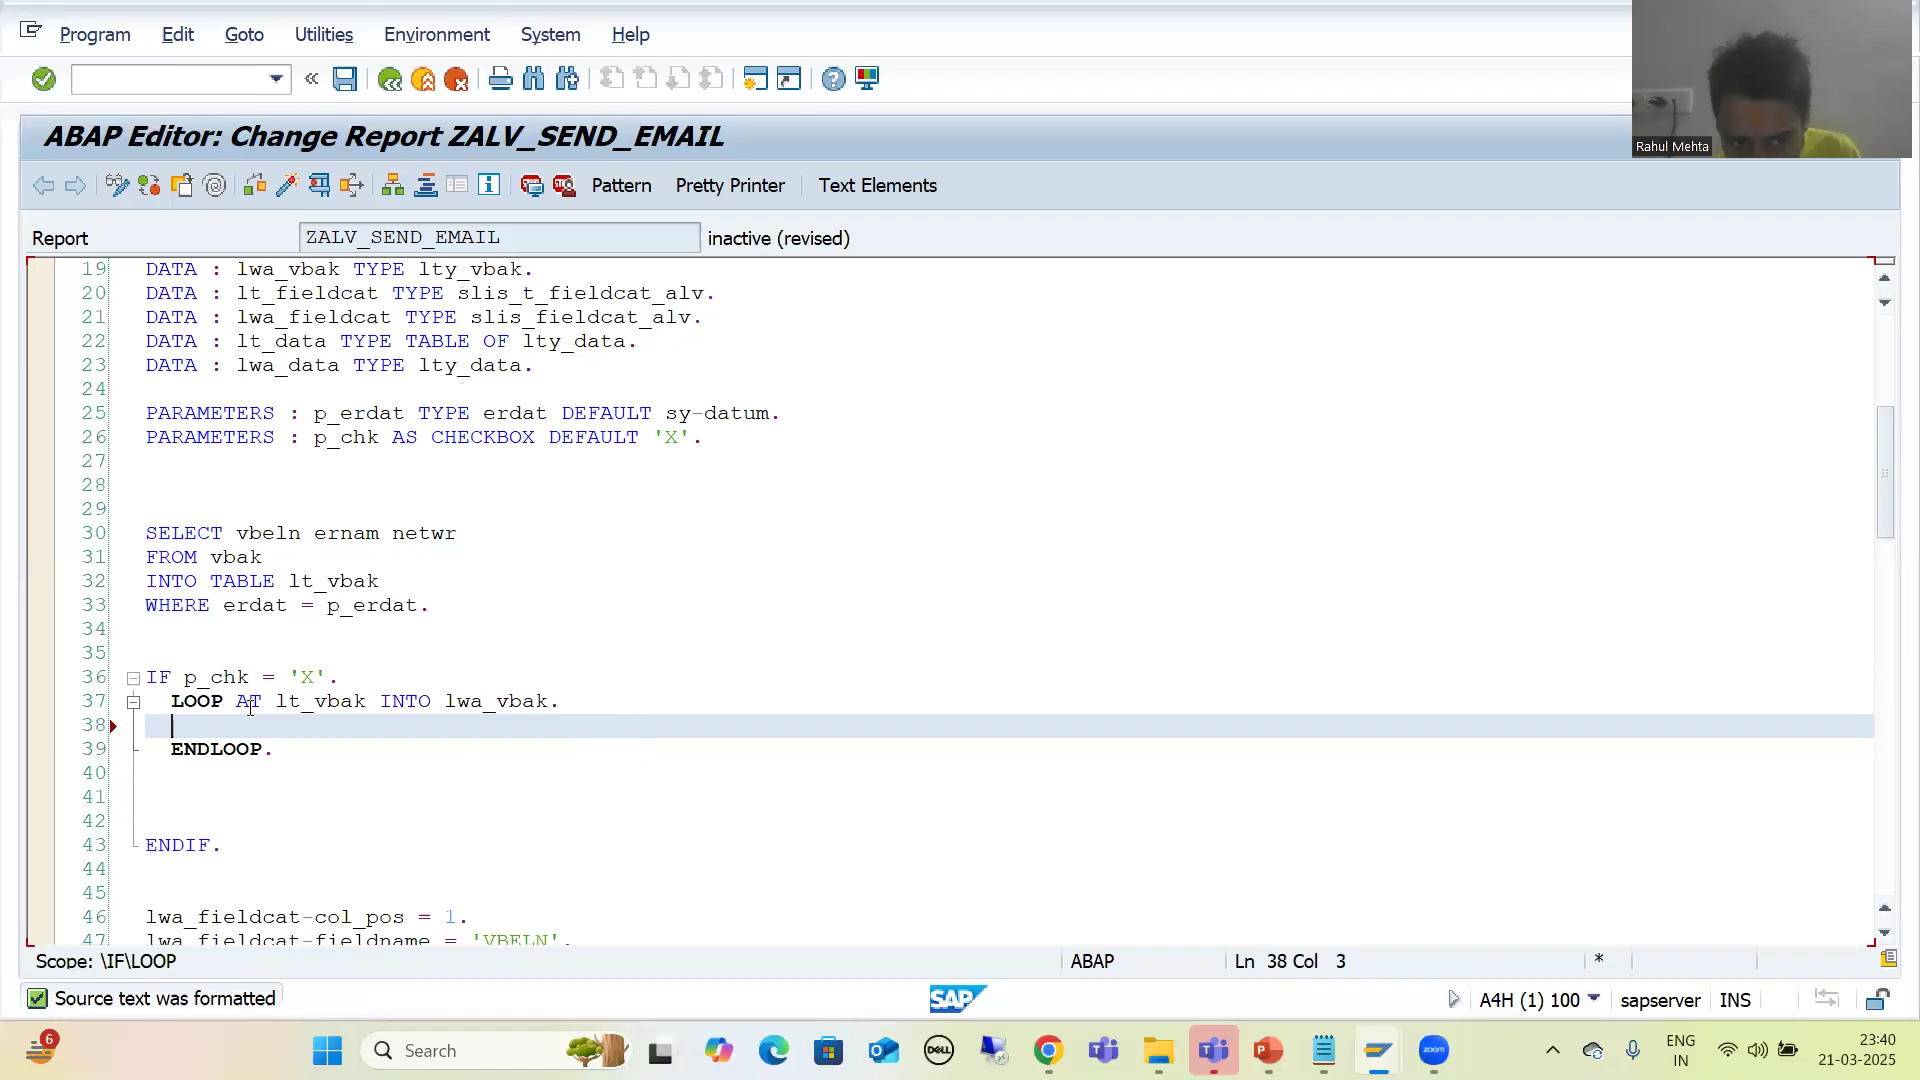 Program Edit Goto Utilities Environment System Help
Rahul Mehta
ABAP Editor: Change Report ZALV_SEND_EMAIL
Pattern Pretty Printer Text Elements
Report ZALV_SEND_EMAIL inactive (revised)
19 DATA : lwa_vbak TYPE lty_vbak.
20 DATA : lt_fieldcat TYPE slis_t_fieldcat_alv.
21 DATA : lwa_fieldcat TYPE slis_fieldcat_alv.
22 DATA : lt_data TYPE TABLE OF lty_data.
23 DATA : lwa_data TYPE lty_data.
24
25 PARAMETERS : p_erdat TYPE erdat DEFAULT sy-datum.
26 PARAMETERS : p_chk AS CHECKBOX DEFAULT 'X'.
27
28
29
30 SELECT vbeln ernam netwr
31 FROM vbak
32 INTO TABLE lt_vbak
33 WHERE erdat = p_erdat.
34
35
36 IF p_chk = 'X'.
37 LOOP AT lt_vbak INTO lwa_vbak.
38
39 ENDLOOP.
40
41
42
43 ENDIF.
44
45
46 lwa_fieldcat-col_pos = 1.
47 lwa_fieldcat-fieldname = 'VBELN'.
Scope: \IF\LOOP ABAP Ln 38 Col 3 *
Source text was formatted SAP A4H (1) 100 sapserver INS
6 Search DELL zoom ENG IN 23:40
21-03-2025